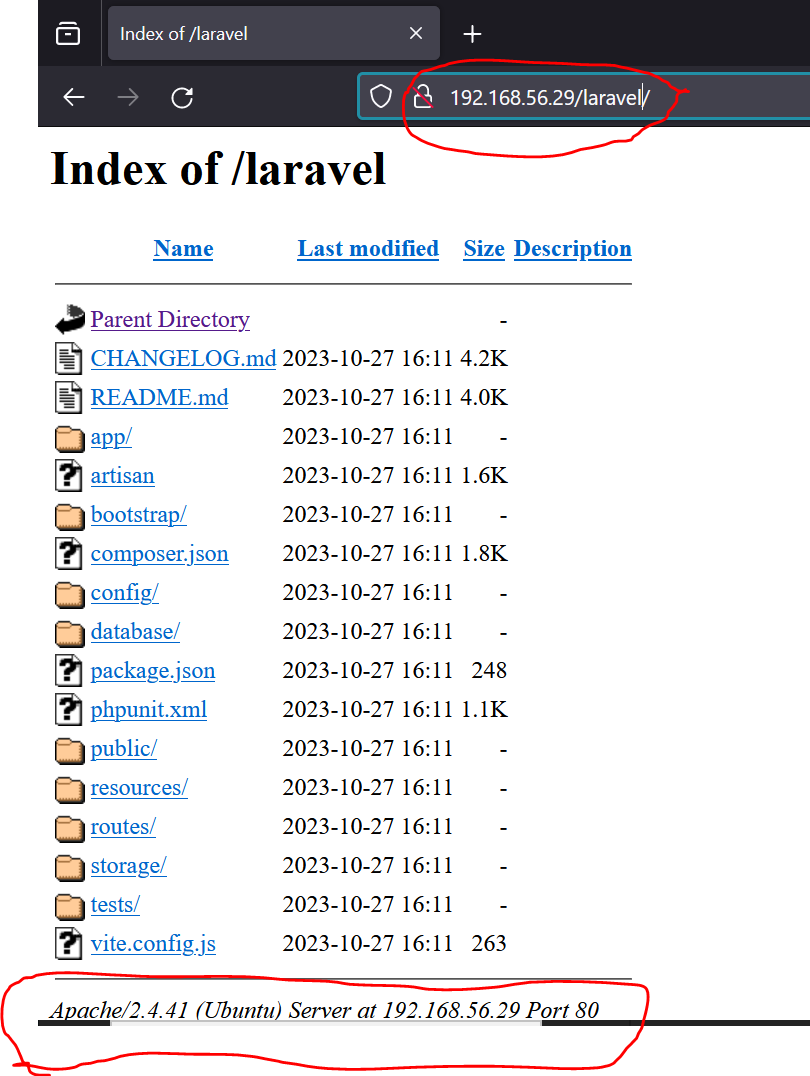 Index of /laravel
192.168.56.29/laravel/
Index of /laravel
Name Last modified Size Description
Parent Directory -
CHANGELOG.md 2023-10-27 16:11 4.2K
README.md 2023-10-27 16:11 4.0K
app/ 2023-10-27 16:11 -
artisan 2023-10-27 16:11 1.6K
bootstrap/ 2023-10-27 16:11 -
composer.json 2023-10-27 16:11 1.8K
config/ 2023-10-27 16:11 -
database/ 2023-10-27 16:11 -
package.json 2023-10-27 16:11 248
phpunit.xml 2023-10-27 16:11 1.1K
public/ 2023-10-27 16:11 -
resources/ 2023-10-27 16:11 -
routes/ 2023-10-27 16:11 -
storage/ 2023-10-27 16:11 -
tests/ 2023-10-27 16:11 -
vite.config.js 2023-10-27 16:11 263
Apache/2.4.41 (Ubuntu) Server at 192.168.56.29 Port 80